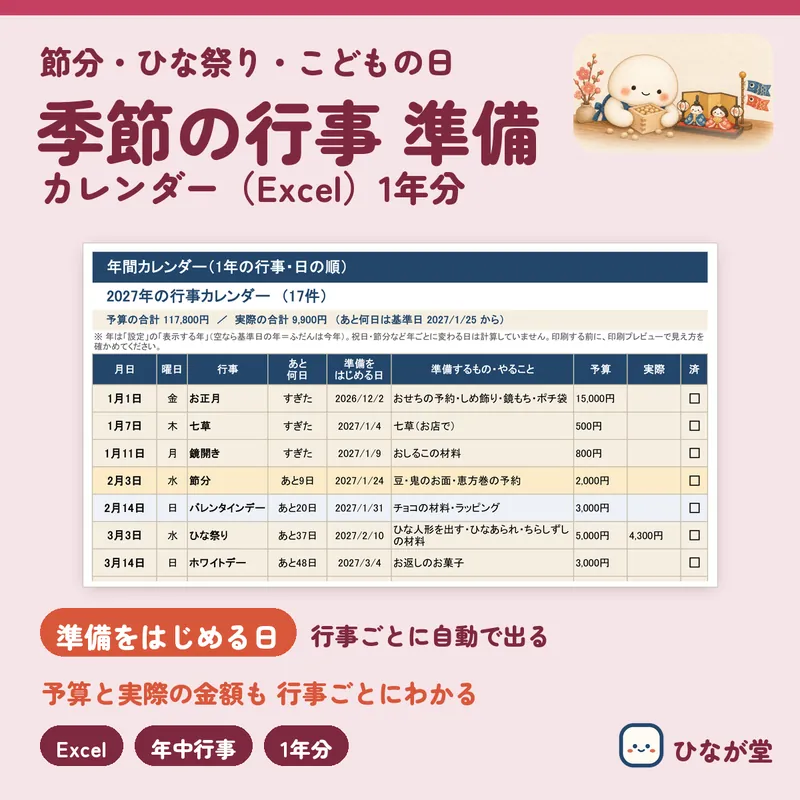 節分・ひな祭り・こどもの日
季節の行事 準備
カレンダー（Excel）1年分
年間カレンダー（1年の行事・日の順）
2027年の行事カレンダー （17件）
予算の合計 117,800円 ／ 実際の合計 9,900円 （あと何日は基準日 2027/1/25 から）
※ 年は「設定」の「表示する年」（空なら基準日の年＝ふだんは今年）。祝日・節分など年ごとに変わる日は計算していません。印刷する前に、印刷プレビューで見え方を
確かめてください。
月日 曜日 行事 あと何日 準備をはじめる日 準備するもの・やること 予算 実際 済
1月1日 金 お正月 すぎた 2026/12/2 おせちの予約・しめ飾り・鏡もち・ポチ袋 15,000円 ☐
1月7日 木 七草 すぎた 2027/1/4 七草（お店で） 500円 ☐
1月11日 月 鏡開き すぎた 2027/1/9 おしるこの材料 800円 ☐
2月3日 水 節分 あと9日 2027/1/24 豆・鬼のお面・恵方巻の予約 2,000円 ☐
2月14日 日 バレンタインデー あと20日 2027/1/31 チョコの材料・ラッピング 3,000円 ☐
3月3日 水 ひな祭り あと37日 2027/2/10 ひな人形を出す・ひなあられ・ちらしずしの材料 5,000円 4,300円 ☐
3月14日 日 ホワイトデー あと48日 2027/3/4 お返しのお菓子 3,000円 ☐
準備をはじめる日 行事ごとに自動で出る
予算と実際の金額も 行事ごとにわかる
Excel 年中行事 1年分
ひなが堂